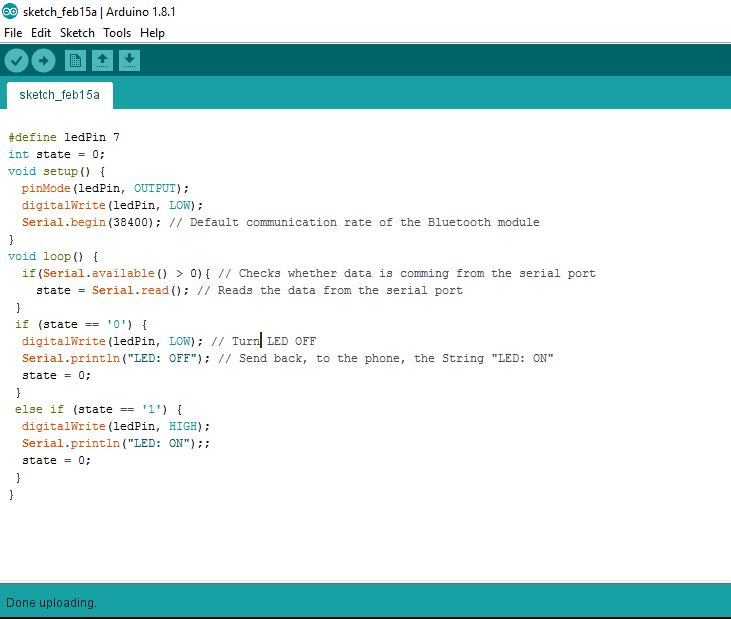 sketch_feb15a | Arduino 1.8.1
File Edit Sketch Tools Help
sketch_feb15a
#define ledPin 7
int state = 0;
void setup() {
  pinMode(ledPin, OUTPUT);
  digitalWrite(ledPin, LOW);
  Serial.begin(38400); // Default communication rate of the Bluetooth module
}
void loop() {
  if(Serial.available() > 0){ // Checks whether data is comming from the serial port
    state = Serial.read(); // Reads the data from the serial port
 }
 if (state == '0') {
  digitalWrite(ledPin, LOW); // Turn LED OFF
  Serial.println("LED: OFF"); // Send back, to the phone, the String "LED: ON"
  state = 0;
 }
 else if (state == '1') {
  digitalWrite(ledPin, HIGH);
  Serial.println("LED: ON");;
  state = 0;
 }
}
Done uploading.